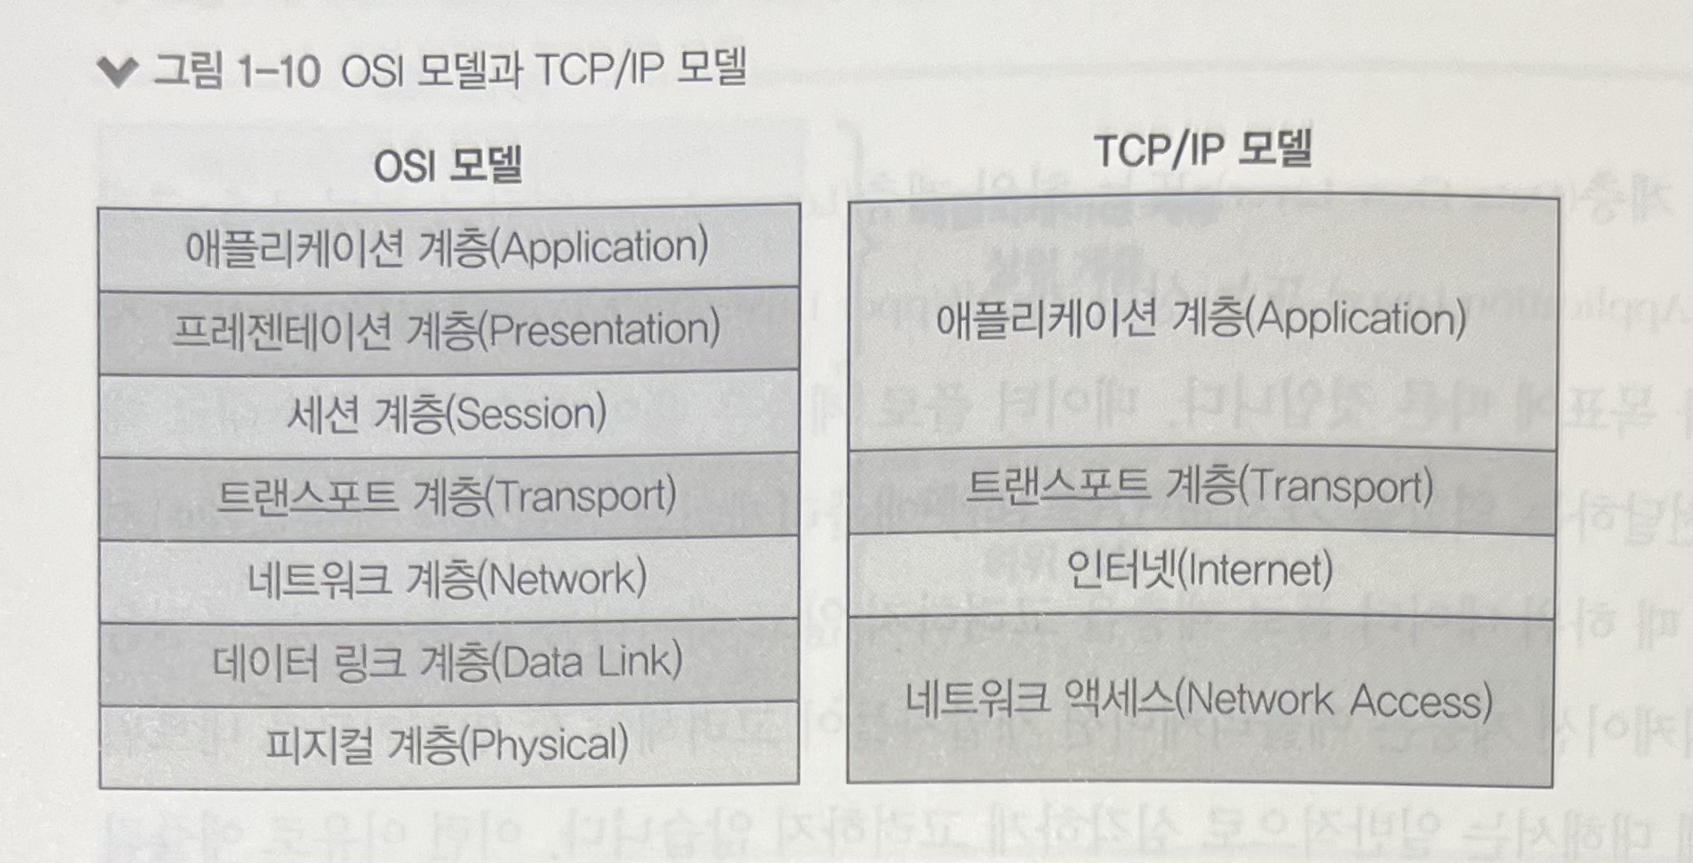 그림 1-10 OSI 모델과 TCP/IP 모델
OSI 모델
애플리케이션 계층(Application)
프레젠테이션 계층(Presentation)
세션 계층(Session)
트랜스포트 계층(Transport)
네트워크 계층(Network)
데이터 링크 계층(Data Link)
피지컬 계층(Physical)
TCP/IP 모델
애플리케이션 계층(Application)
트랜스포트 계층(Transport)
인터넷(Internet)
네트워크 액세스(Network Access)